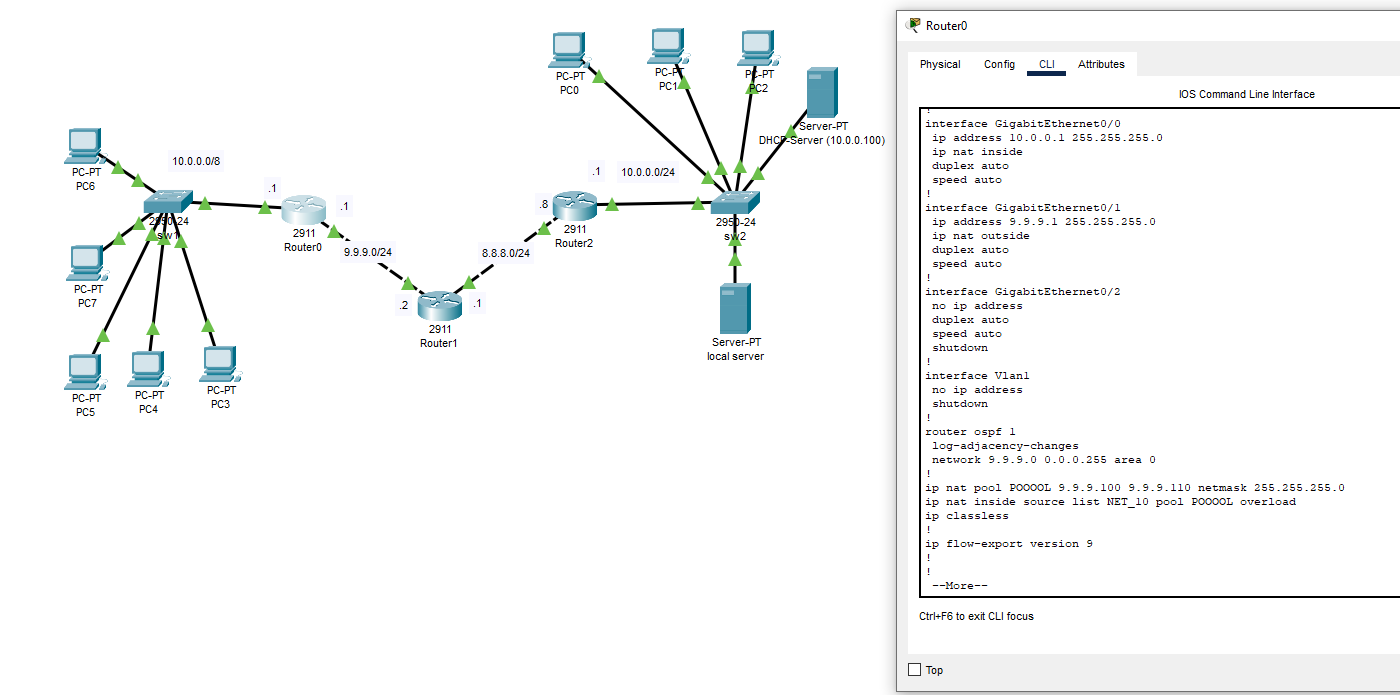 PC-PT
PC0
PC-PT
PC1
PC-PT
PC2
Server-PT
DHCP-Server (10.0.0.100)
PC-PT
PC6
10.0.0.0/8
.1
.1
2950-24
sw1
2911
Router0
.1
10.0.0.0/24
.8
2911
Router2
2950-24
sw2
9.9.9.0/24
8.8.8.0/24
PC-PT
PC7
.2
.1
2911
Router1
Server-PT
local server
PC-PT
PC5
PC-PT
PC4
PC-PT
PC3
Router0
Physical Config CLI Attributes
IOS Command Line Interface
!
interface GigabitEthernet0/0
ip address 10.0.0.1 255.255.255.0
ip nat inside
duplex auto
speed auto
!
interface GigabitEthernet0/1
ip address 9.9.9.1 255.255.255.0
ip nat outside
duplex auto
speed auto
!
interface GigabitEthernet0/2
no ip address
duplex auto
speed auto
shutdown
!
interface Vlan1
no ip address
shutdown
!
router ospf 1
log-adjacency-changes
network 9.9.9.0 0.0.0.255 area 0
!
ip nat pool POOOOL 9.9.9.100 9.9.9.110 netmask 255.255.255.0
ip nat inside source list NET_10 pool POOOOL overload
ip classless
!
ip flow-export version 9
!
!
--More--
Ctrl+F6 to exit CLI focus
Top